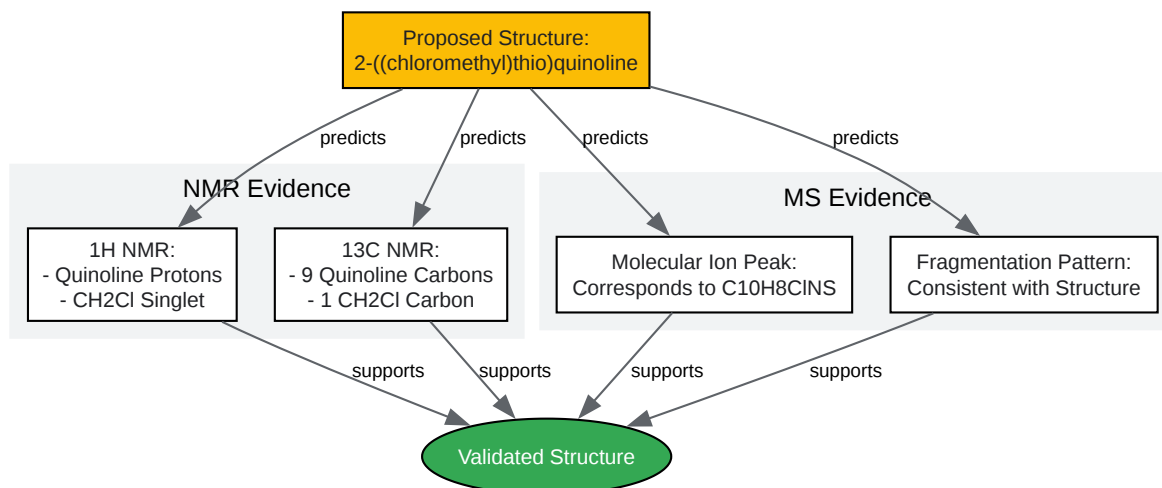 Proposed Structure:
2-((chloromethyl)thio)quinoline
predicts
predicts
predicts
predicts
NMR Evidence
MS Evidence
1H NMR:
- Quinoline Protons
- CH2Cl Singlet
13C NMR:
- 9 Quinoline Carbons
- 1 CH2Cl Carbon
Molecular Ion Peak:
Corresponds to C10H8ClNS
Fragmentation Pattern:
Consistent with Structure
supports
supports
supports
supports
Validated Structure